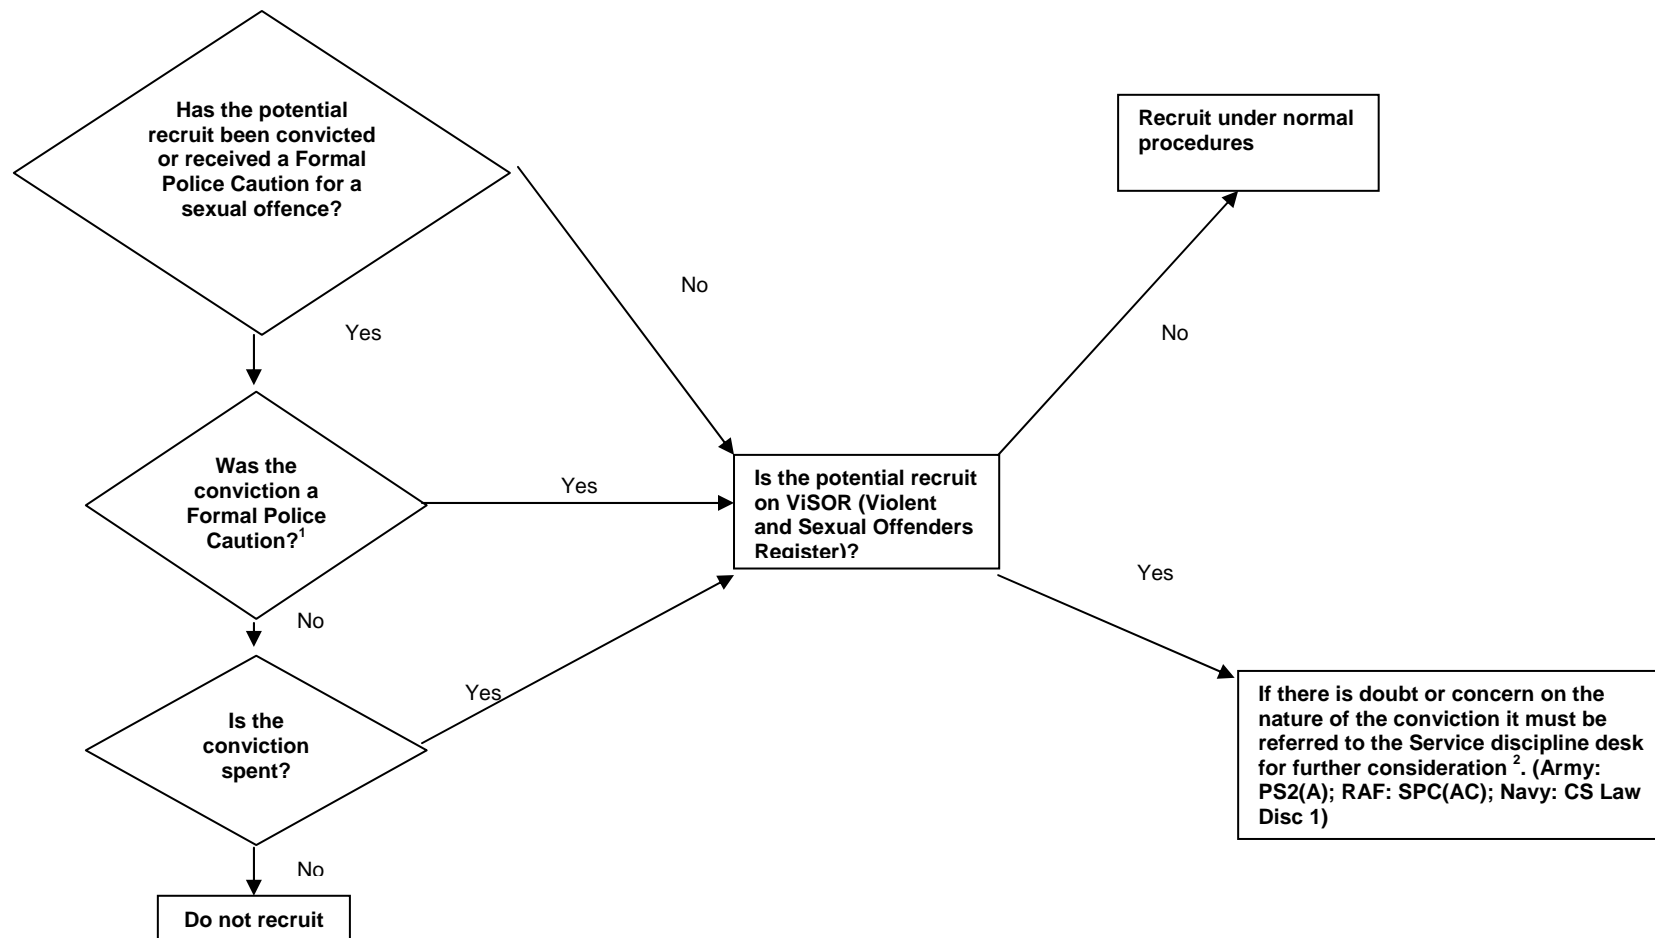 Has the potential
recruit been convicted
or received a Formal
Police Caution for a
sexual offence?
Recruit under normal
procedures
No
No
Yes
Was the
conviction a
Formal Police
Caution?1
Yes
Is the potential recruit
on ViSOR (Violent
and Sexual Offenders
Register)?
Yes
No
Is the
conviction
spent?
Yes
If there is doubt or concern on the
nature of the conviction it must be
referred to the Service discipline desk
for further consideration 2. (Army:
PS2(A); RAF: SPC(AC); Navy: CS Law
Disc 1)
No
Do not recruit